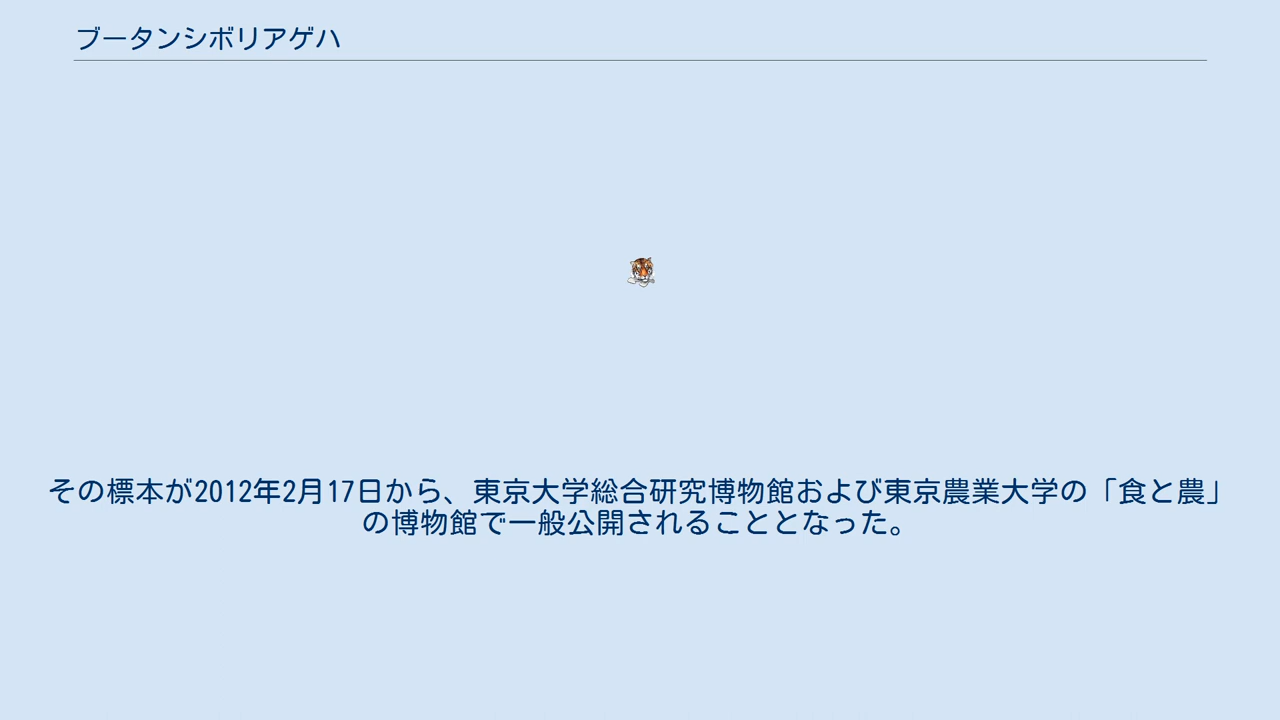 ブータンシボリアゲハ
その標本が2012年2月17日から、東京大学総合研究博物館および東京農業大学の「食と農」
の博物館で一般公開されることとなった。